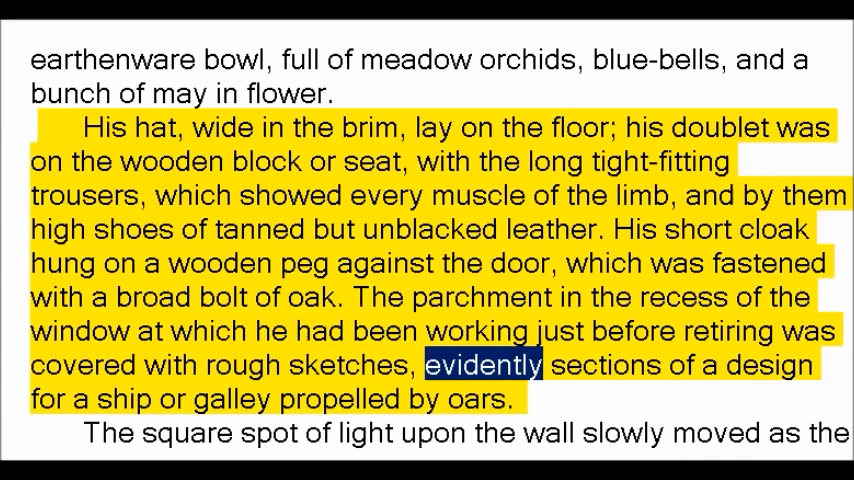 earthenware bowl, full of meadow orchids, blue-bells, and a
bunch of may in flower.
His hat, wide in the brim, lay on the floor; his doublet was
on the wooden block or seat, with the long tight-fitting
trousers, which showed every muscle of the limb, and by them
high shoes of tanned but unblacked leather. His short cloak
hung on a wooden peg against the door, which was fastened
with a broad bolt of oak. The parchment in the recess of the
window at which he had been working just before retiring was
covered with rough sketches, evidently sections of a design
for a ship or galley propelled by oars.
The square spot of light upon the wall slowly moved as the